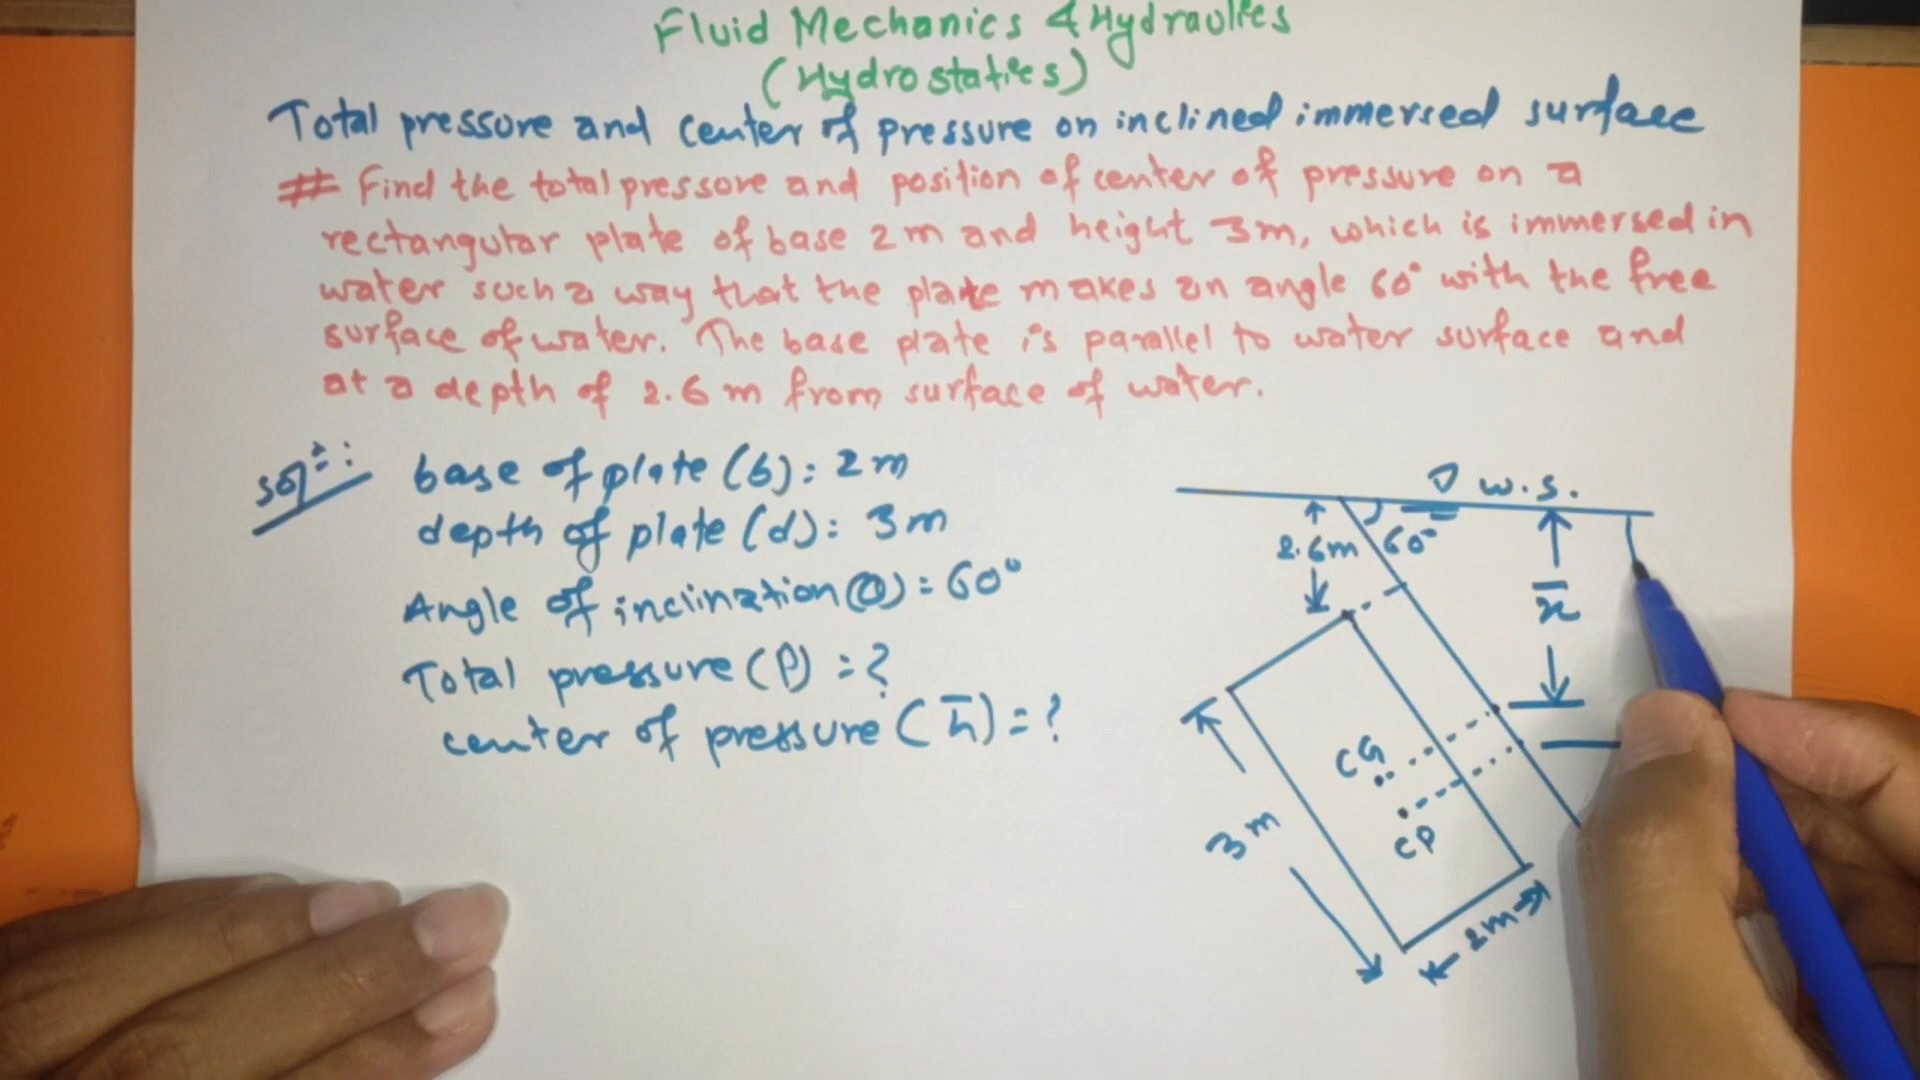 Fluid Mechanics & Hydraulics
(Hydrostatics)
Total pressure and center of pressure on inclined immersed surface
# Find the total pressure and position of center of pressure on a
rectangular plate of base 2m and height 3m, which is immersed in
water such a way that the plate makes an angle 60° with the free
surface of water. The base plate is parallel to water surface and
at a depth of 2.6 m from surface of water.
Solⁿ:
base of plate (b): 2m
depth of plate (d): 3m
Angle of inclination (θ) = 60°
Total pressure (P) = ?
center of pressure (h̅) = ?
w.s.
2.6m
60°
x̅
CG
CP
3m
2m